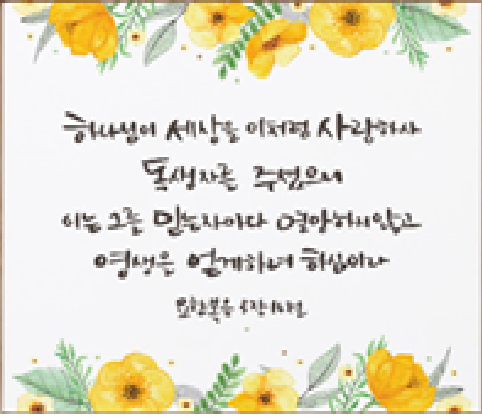 하나님이 세상을 이처럼 사랑하사
독생자를 주셨으니
이는 그를 믿는자마다 멸망하지않고
영생을 얻게하려 하심이라
요한복음 3장16절